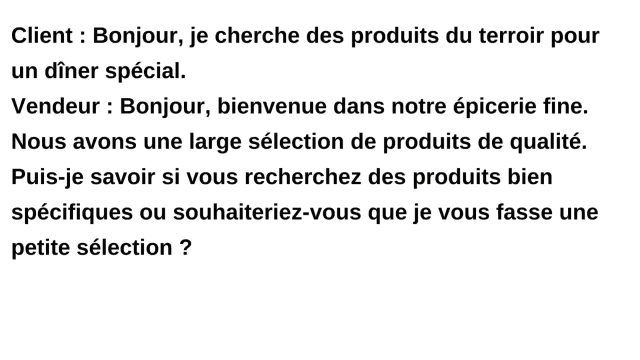 Client : Bonjour, je cherche des produits du terroir pour
un dîner spécial.
Vendeur : Bonjour, bienvenue dans notre épicerie fine.
Nous avons une large sélection de produits de qualité.
Puis-je savoir si vous recherchez des produits bien
spécifiques ou souhaiteriez-vous que je vous fasse une
petite sélection ?